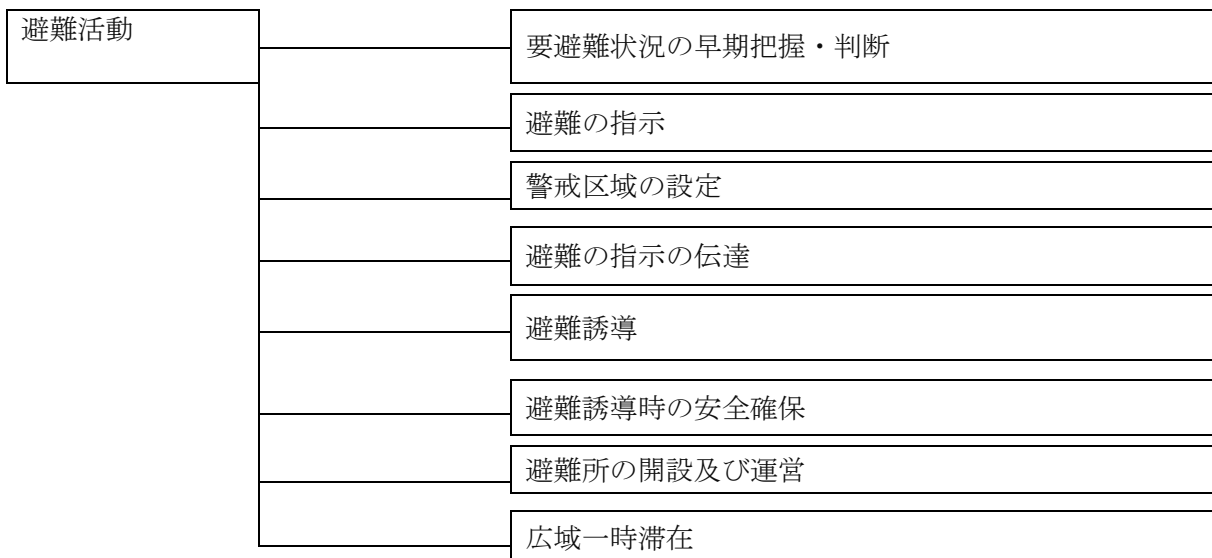 避難活動
要避難状況の早期把握・判断
避難の指示
警戒区域の設定
避難の指示の伝達
避難誘導
避難誘導時の安全確保
避難所の開設及び運営
広域一時滞在